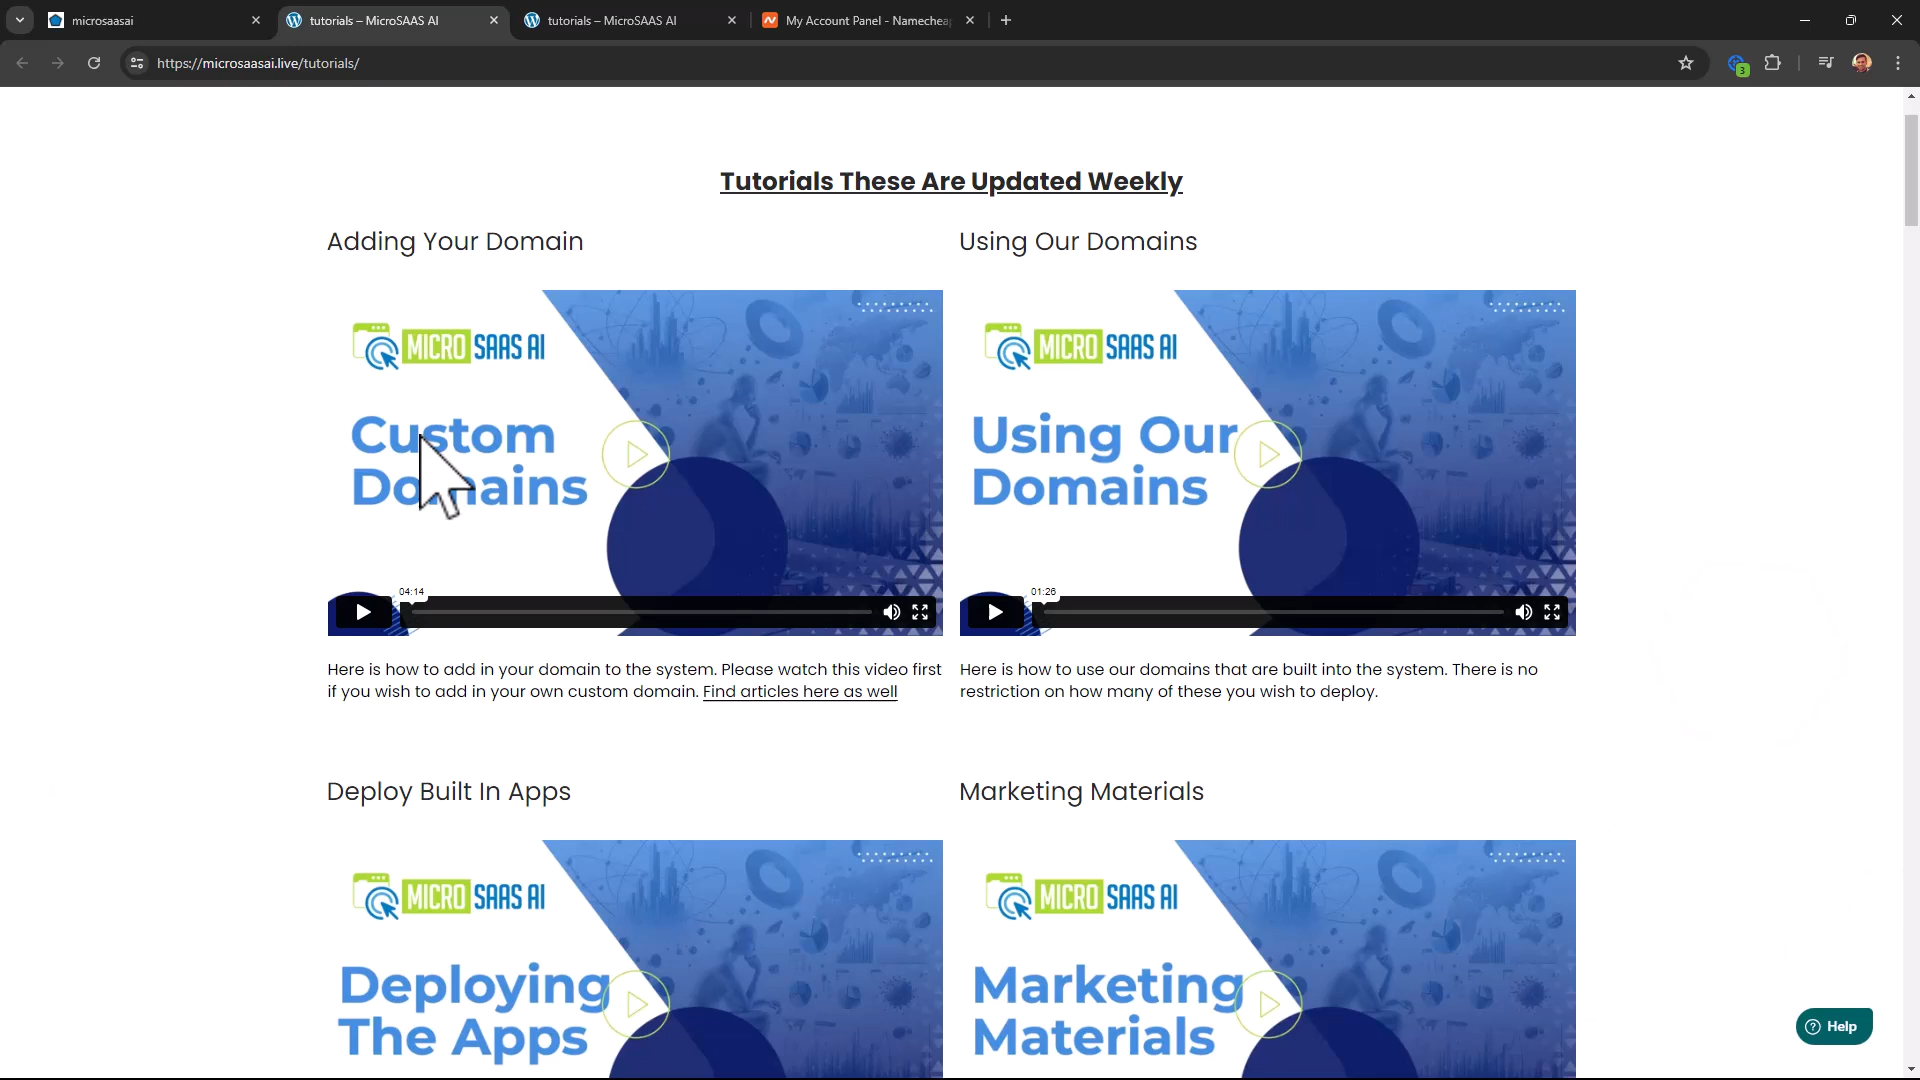 microsaasai
tutorials – MicroSAAS AI
tutorials – MicroSAAS AI
My Account Panel - Namecheap
https://microsaasai.live/tutorials/
3
Tutorials These Are Updated Weekly
Adding Your Domain
Using Our Domains
MICRO SAAS AI
Custom
Domains
04:14
MICRO SAAS AI
Using Our
Domains
01:26
Here is how to add in your domain to the system. Please watch this video first
if you wish to add in your own custom domain. Find articles here as well
Here is how to use our domains that are built into the system. There is no
restriction on how many of these you wish to deploy.
Deploy Built In Apps
Marketing Materials
MICRO SAAS AI
Deploying
The Apps
MICRO SAAS AI
Marketing
Materials
Help